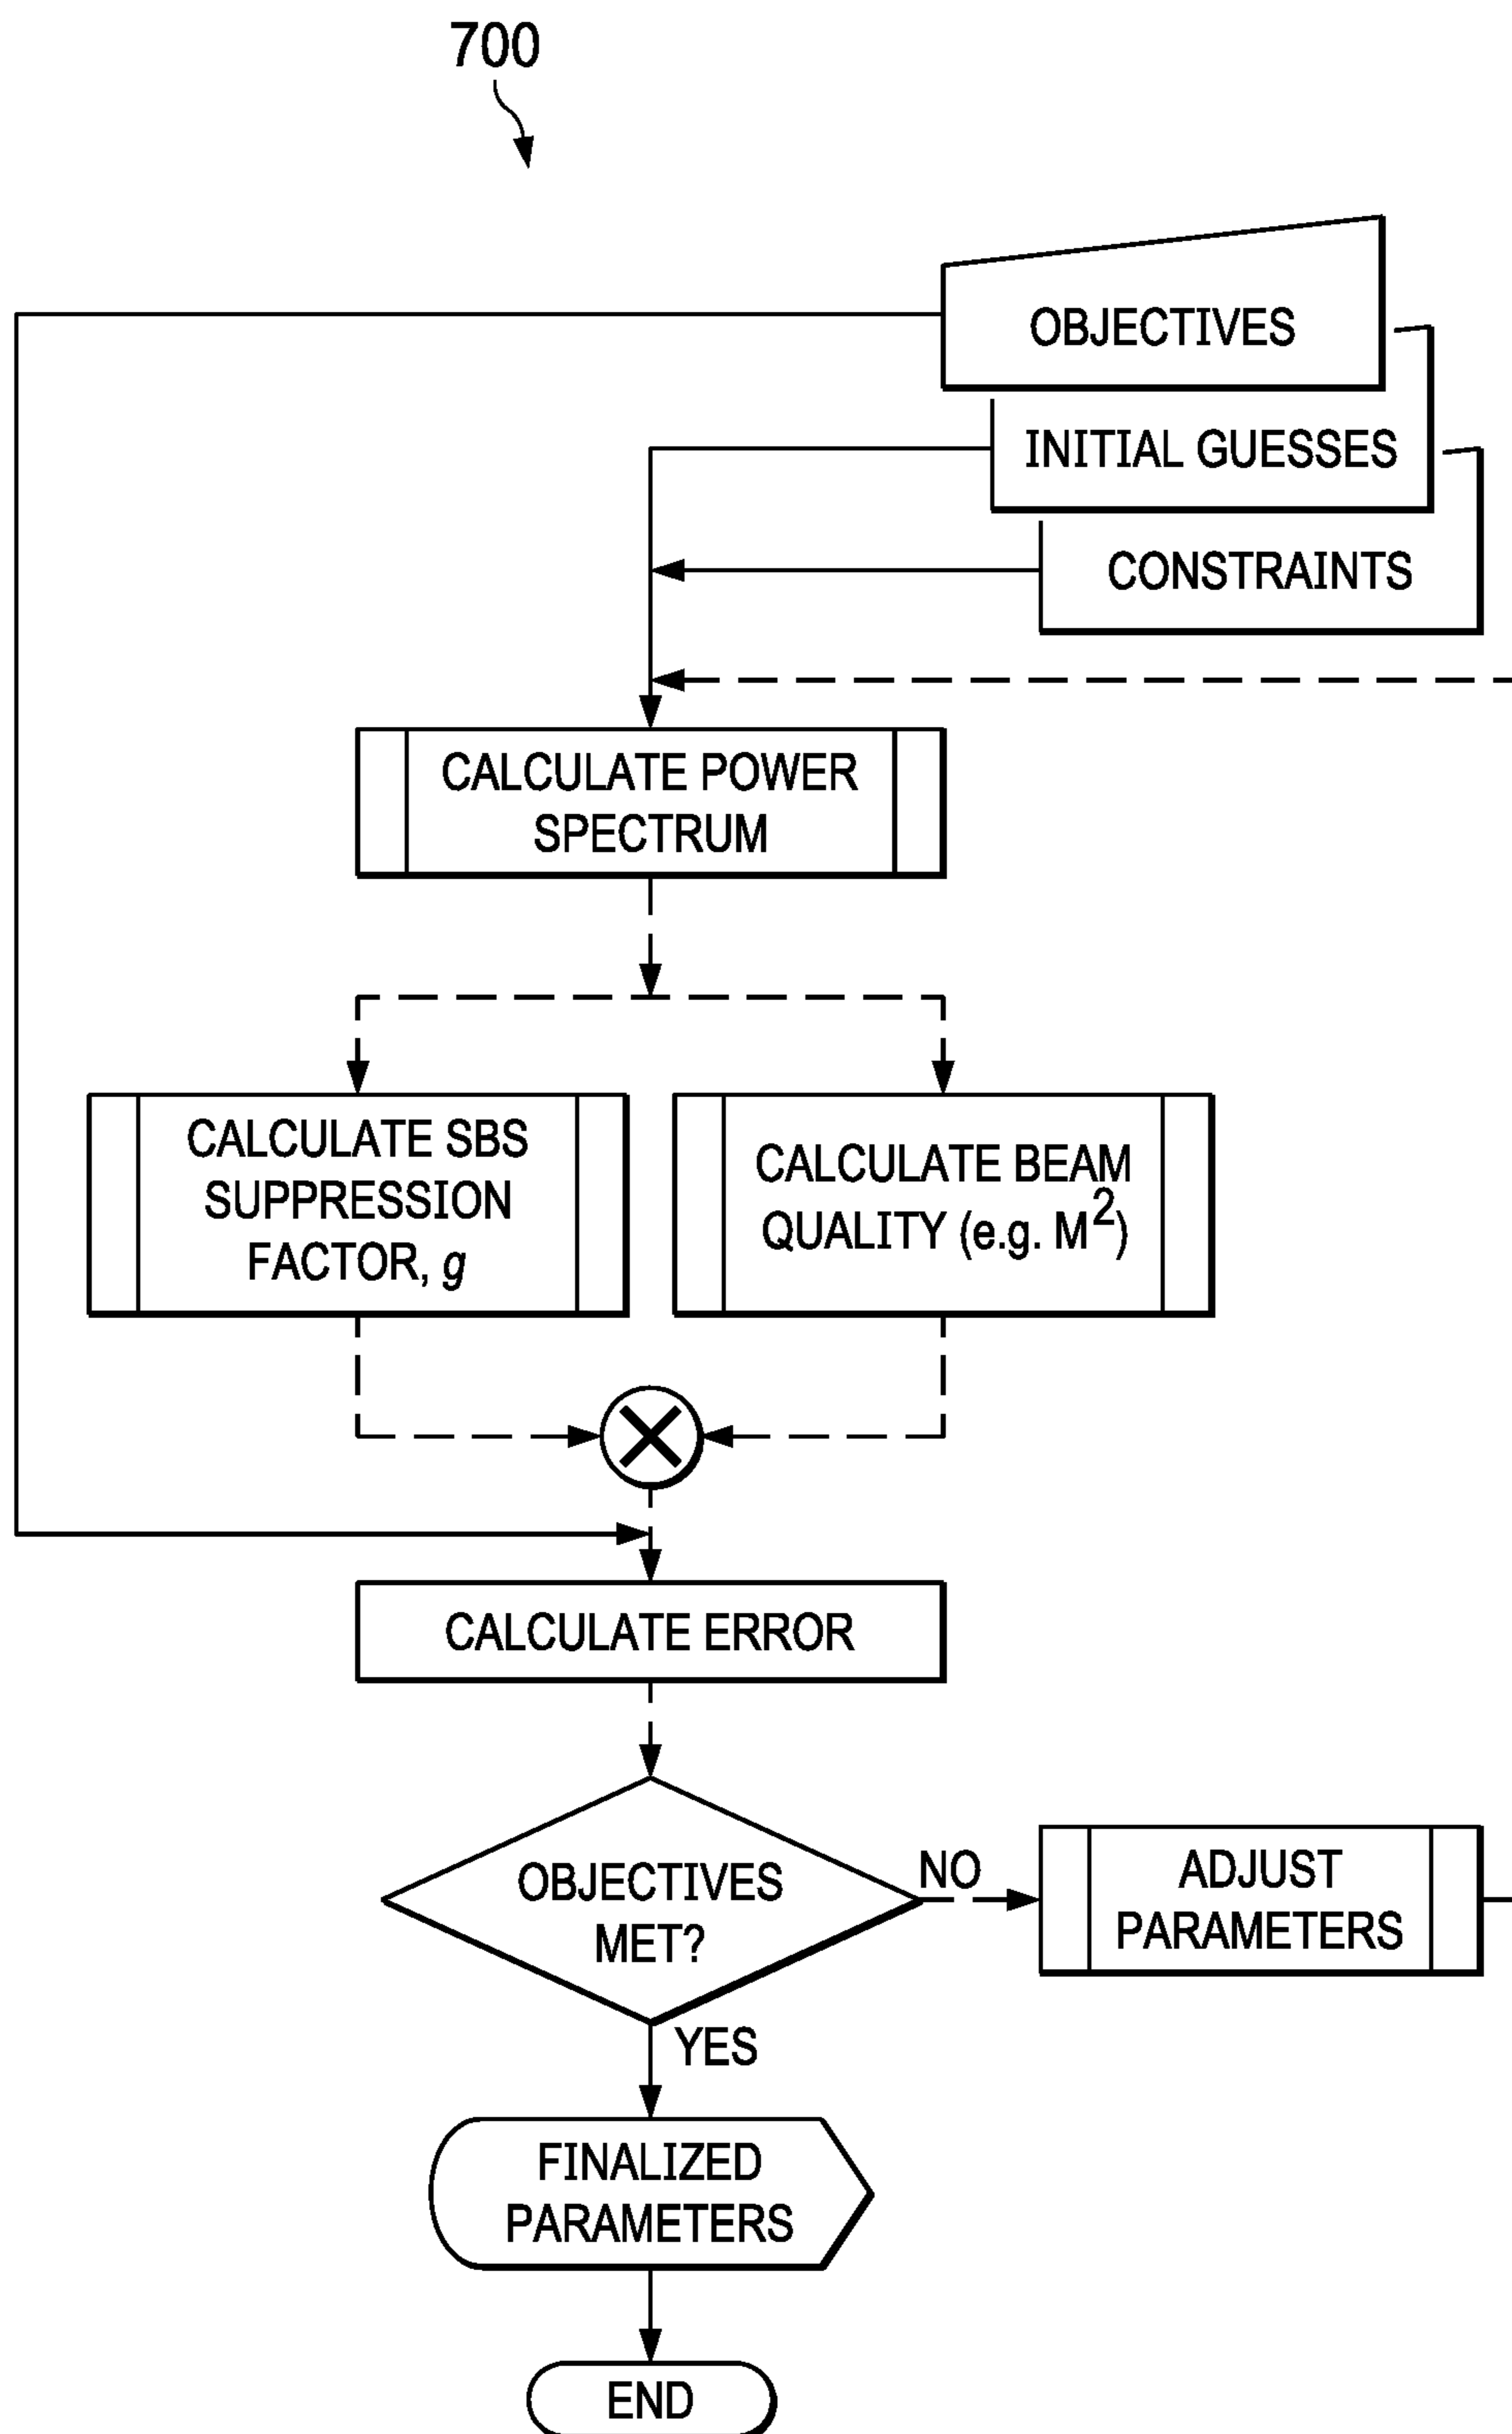 700
OBJECTIVES
INITIAL GUESSES
CONSTRAINTS
CALCULATE POWER
SPECTRUM
CALCULATE SBS
SUPPRESSION
FACTOR, g
CALCULATE BEAM
QUALITY (e.g. M²)
CALCULATE ERROR
OBJECTIVES
MET?
NO
ADJUST
PARAMETERS
YES
FINALIZED
PARAMETERS
END